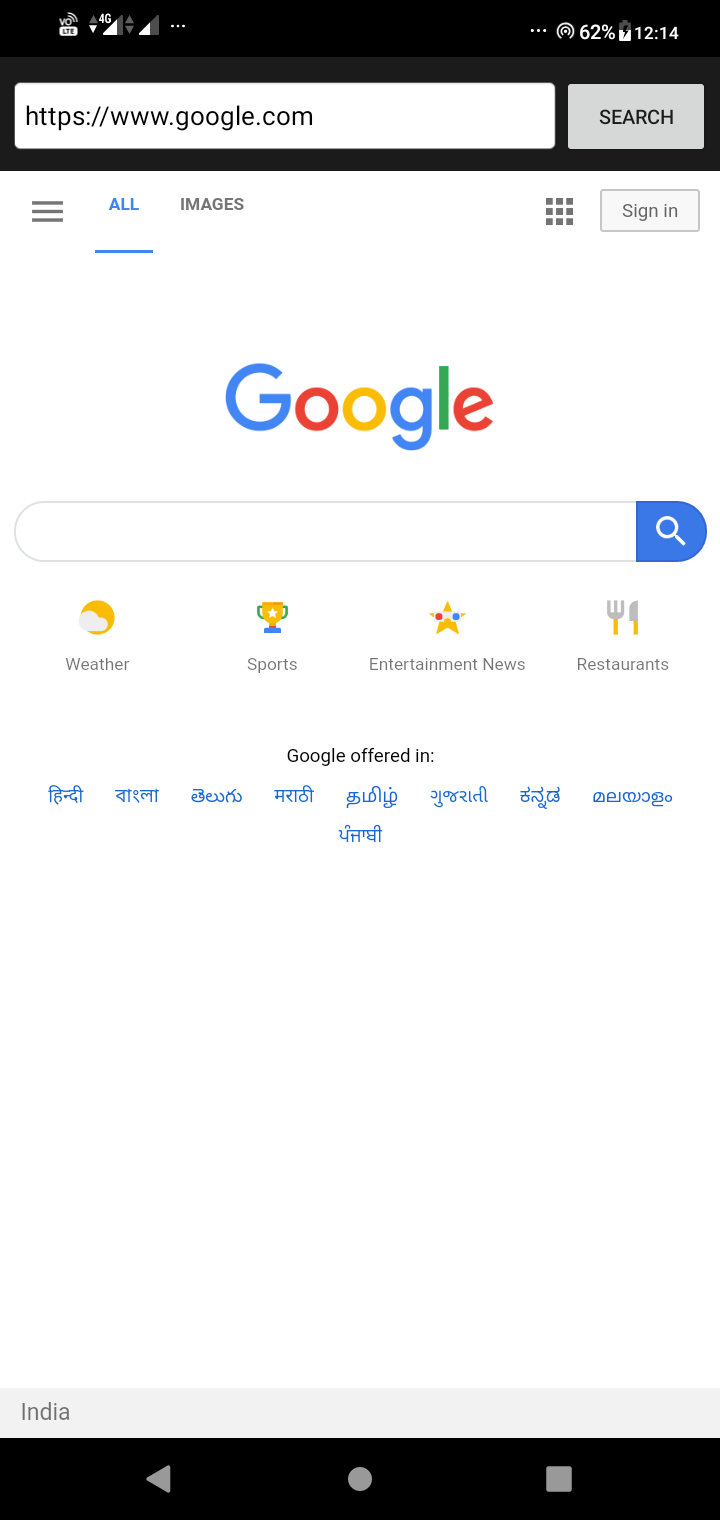 VO LTE 4G ... ... 62% 12:14
https://www.google.com SEARCH
ALL IMAGES Sign in
Google
Weather Sports Entertainment News Restaurants
Google offered in:
हिन्दी বাংলা తెలుగు मराठी தமிழ் ગુજરાતી ಕನ್ನಡ മലയാളം
ਪੰਜਾਬੀ
India